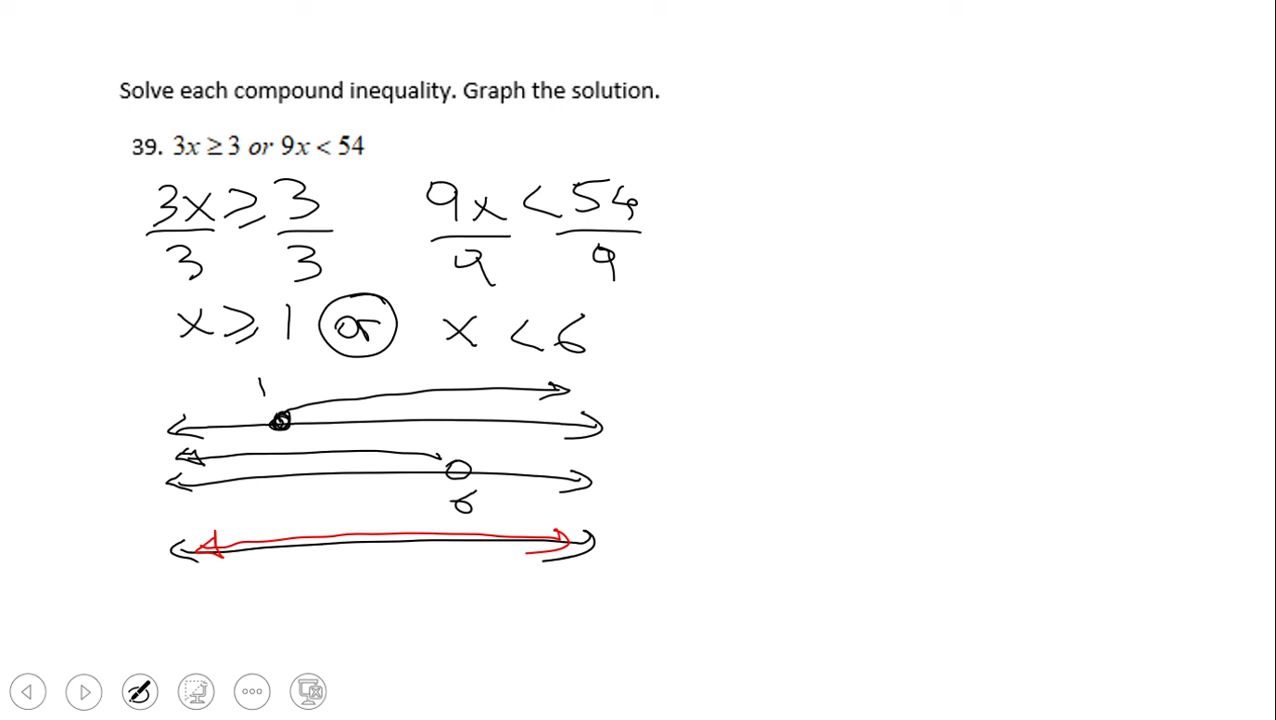 Solve each compound inequality. Graph the solution.
39. 3x ≥ 3 or 9x < 54
3x ≥ 3 9x < 54
3 3 9 9
x ≥ 1 or x < 6
1
6